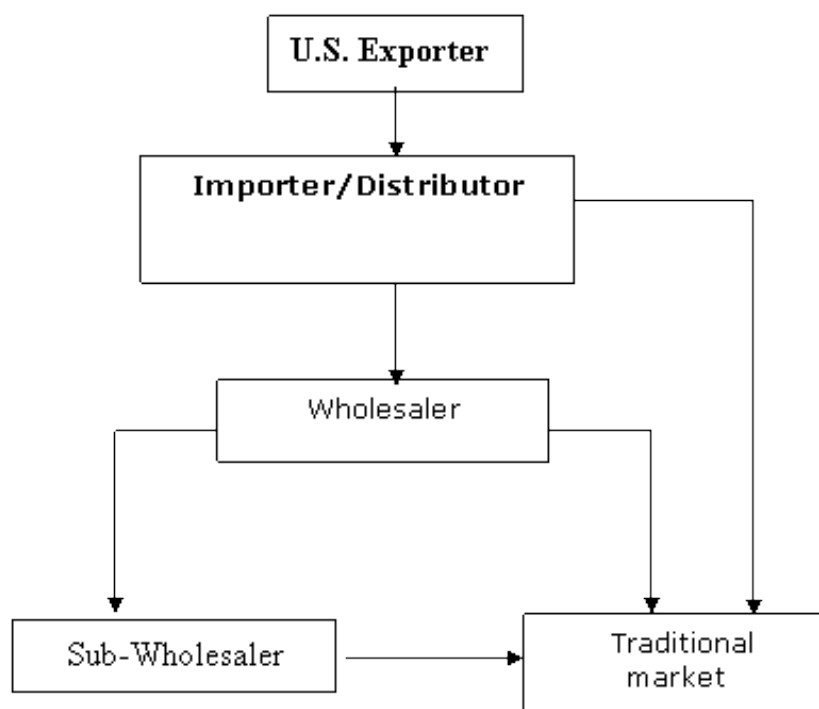 U.S. Exporter
Importer/Distributor
Wholesaler
Sub-Wholesaler
Traditional
market